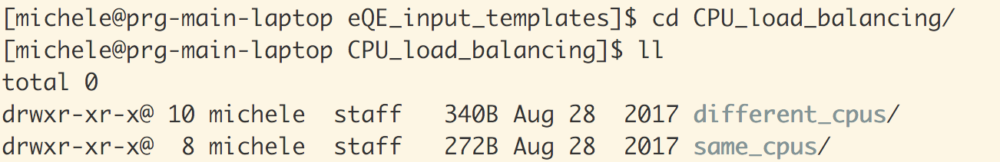 [michele@prg-main-laptop eQE_input_templates]$ cd CPU_load_balancing/
[michele@prg-main-laptop CPU_load_balancing]$ ll
total 0
drwxr-xr-x@ 10 michele  staff   340B Aug 28  2017 different_cpus/
drwxr-xr-x@  8 michele  staff   272B Aug 28  2017 same_cpus/